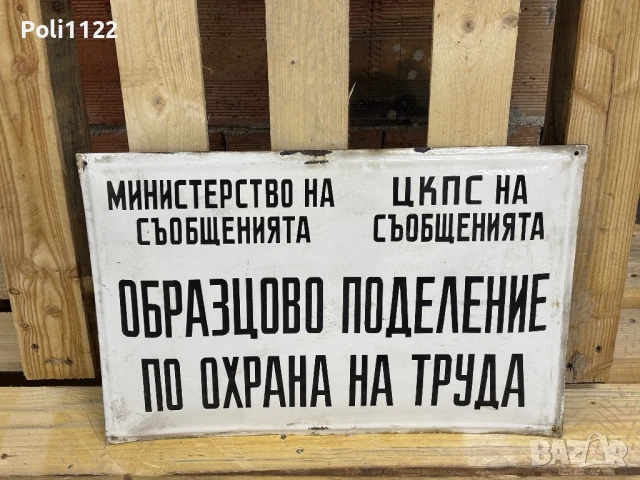 Poli1122
МИНИСТЕРСТВО НА
СЪОБЩЕНИЯТА
ЦКПС НА
СЪОБЩЕНИЯТА
ОБРАЗЦОВО ПОДЕЛЕНИЕ
ПО ОХРАНА НА ТРУДА
BAZAR